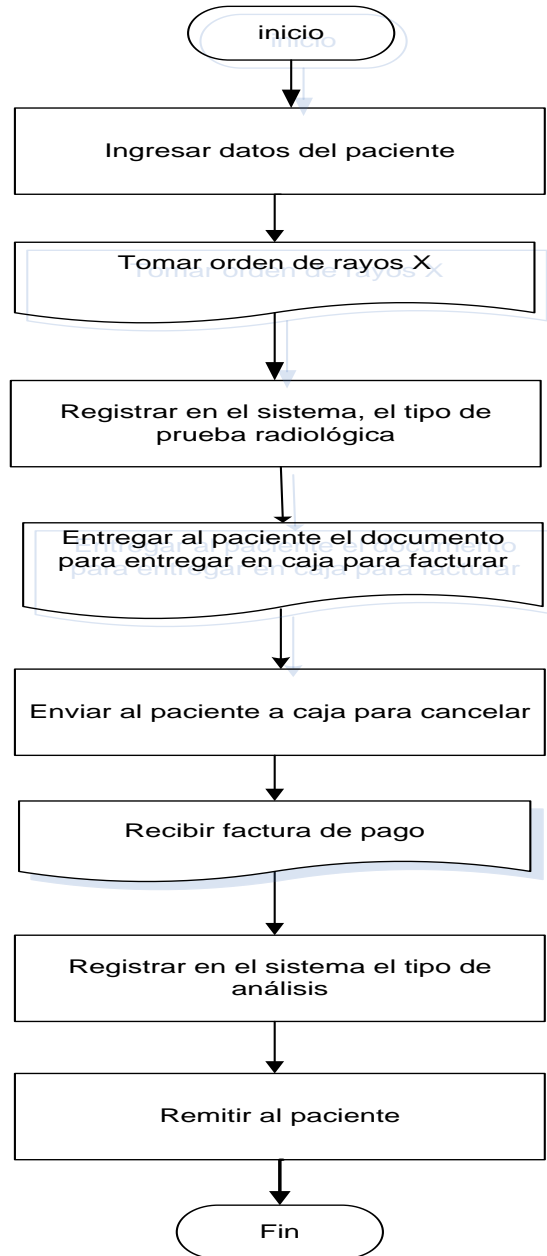 inicio
Ingresar datos del paciente
Tomar orden de rayos X
Registrar en el sistema, el tipo de
prueba radiológica
Entregar al paciente el documento
para entregar en caja para facturar
Enviar al paciente a caja para cancelar
Recibir factura de pago
Registrar en el sistema el tipo de
análisis
Remitir al paciente
Fin